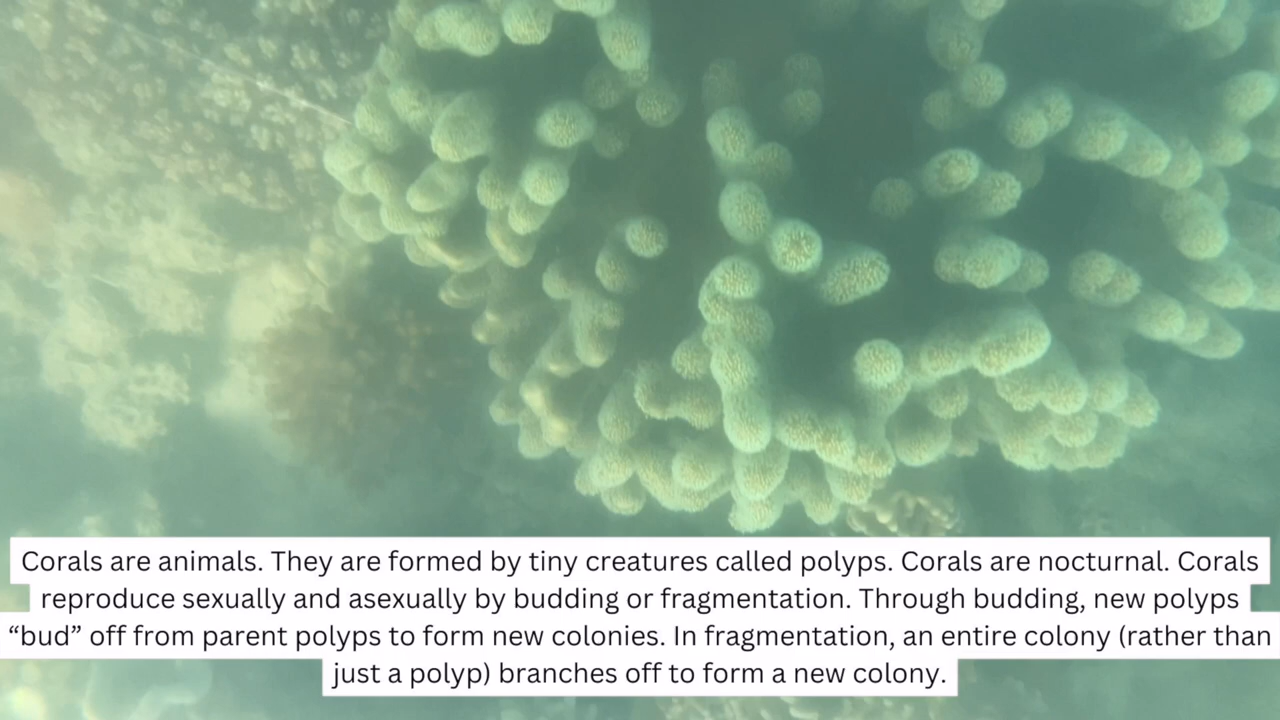 Corals are animals. They are formed by tiny creatures called polyps. Corals are nocturnal. Corals
reproduce sexually and asexually by budding or fragmentation. Through budding, new polyps
“bud” off from parent polyps to form new colonies. In fragmentation, an entire colony (rather than
just a polyp) branches off to form a new colony.